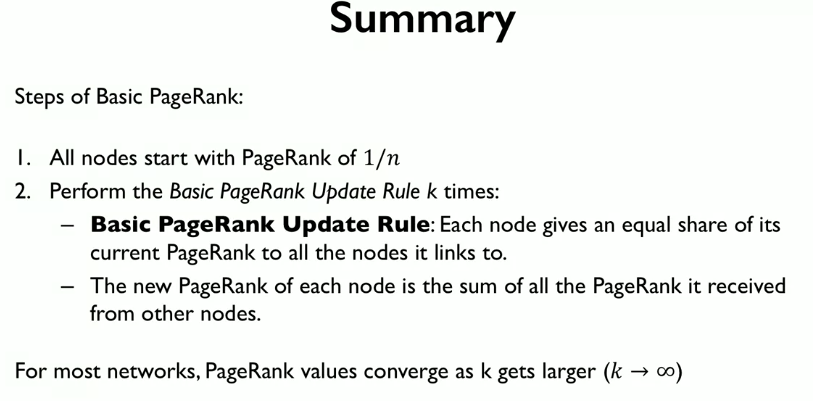 Summary
Steps of Basic PageRank:
1. All nodes start with PageRank of 1/n
2. Perform the Basic PageRank Update Rule k times:
– Basic PageRank Update Rule: Each node gives an equal share of its
current PageRank to all the nodes it links to.
– The new PageRank of each node is the sum of all the PageRank it received
from other nodes.
For most networks, PageRank values converge as k gets larger (k → ∞)